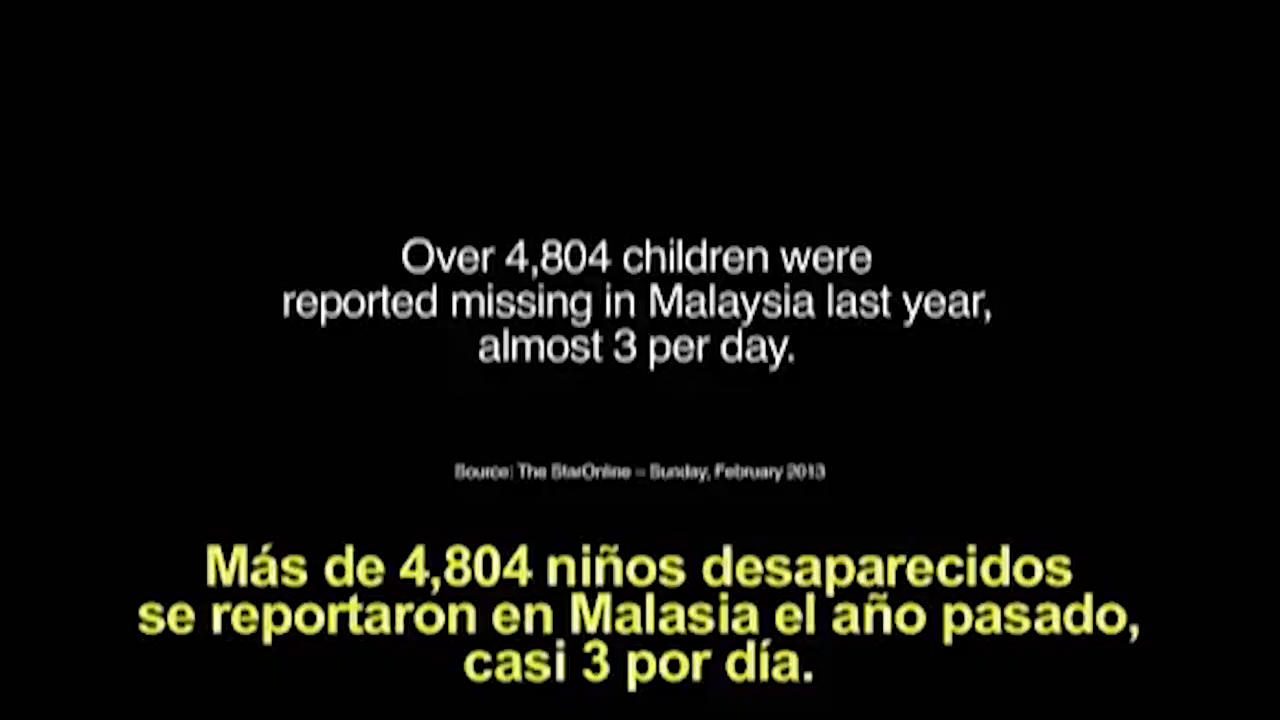 Over 4,804 children were
reported missing in Malaysia last year,
almost 3 per day.
Source: The StarOnline – Sunday, February 2013
Más de 4,804 niños desaparecidos
se reportaron en Malasia el año pasado,
casi 3 por día.